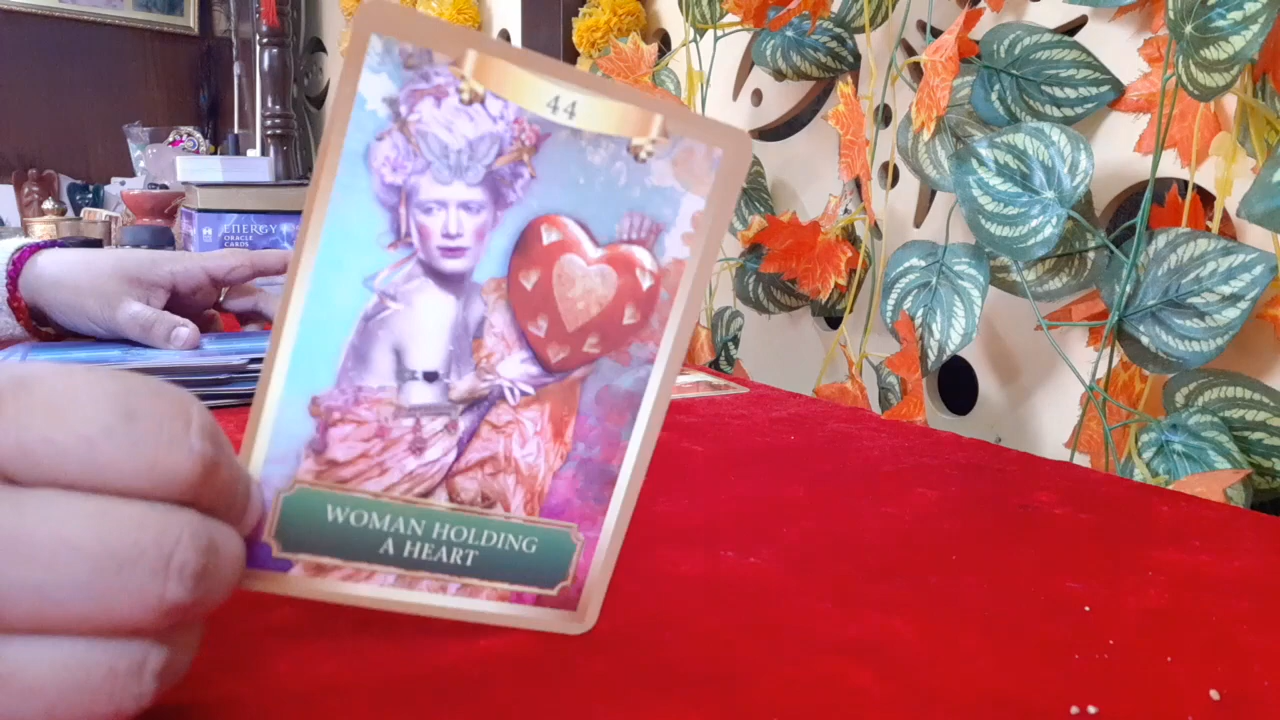 44
ENERGY
ORACLE
CARDS
WOMAN HOLDING
A HEART